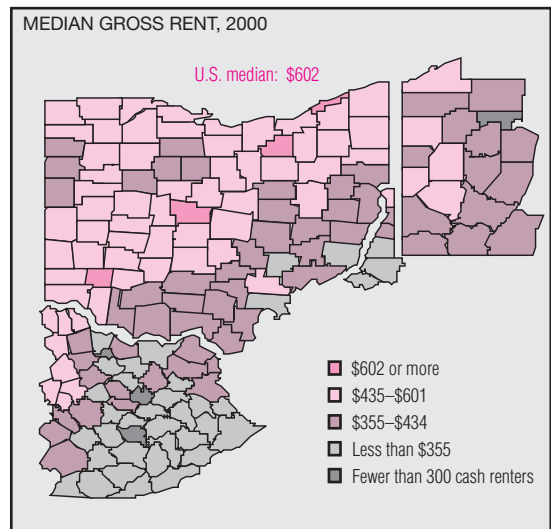 MEDIAN GROSS RENT, 2000
U.S. median: $602
$602 or more
$435–$601
$355–$434
Less than $355
Fewer than 300 cash renters